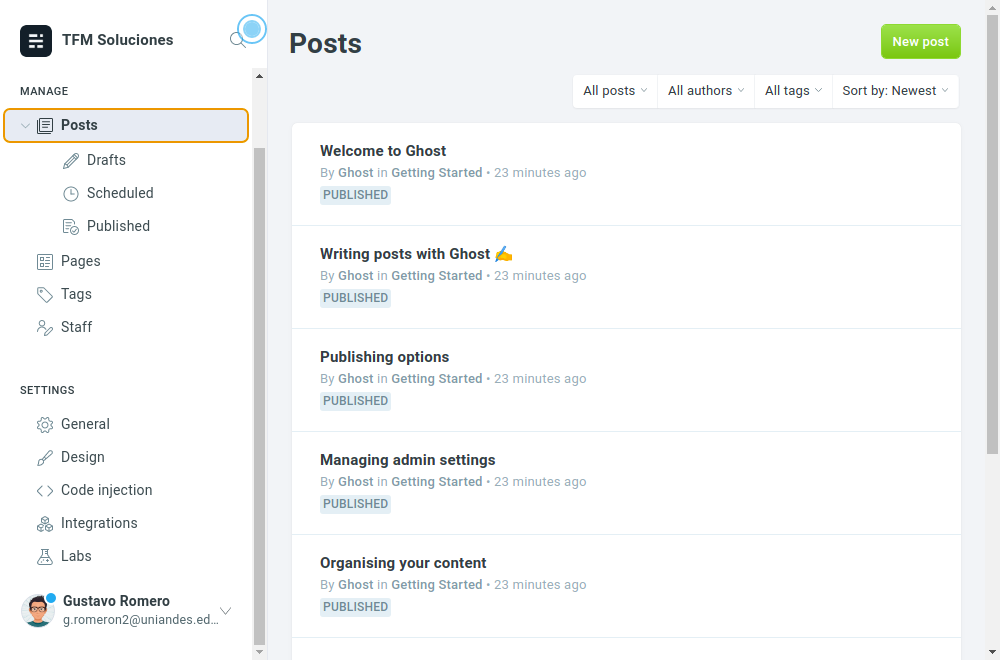 TFM Soluciones
MANAGE
Posts
Drafts
Scheduled
Published
Pages
Tags
Staff
SETTINGS
General
Design
Code injection
Integrations
Labs
Gustavo Romero
g.romeron2@uniandes.ed...
Posts
New post
All posts
All authors
All tags
Sort by: Newest
Welcome to Ghost
By Ghost in Getting Started • 23 minutes ago
PUBLISHED
Writing posts with Ghost ✍️
By Ghost in Getting Started • 23 minutes ago
PUBLISHED
Publishing options
By Ghost in Getting Started • 23 minutes ago
PUBLISHED
Managing admin settings
By Ghost in Getting Started • 23 minutes ago
PUBLISHED
Organising your content
By Ghost in Getting Started • 23 minutes ago
PUBLISHED